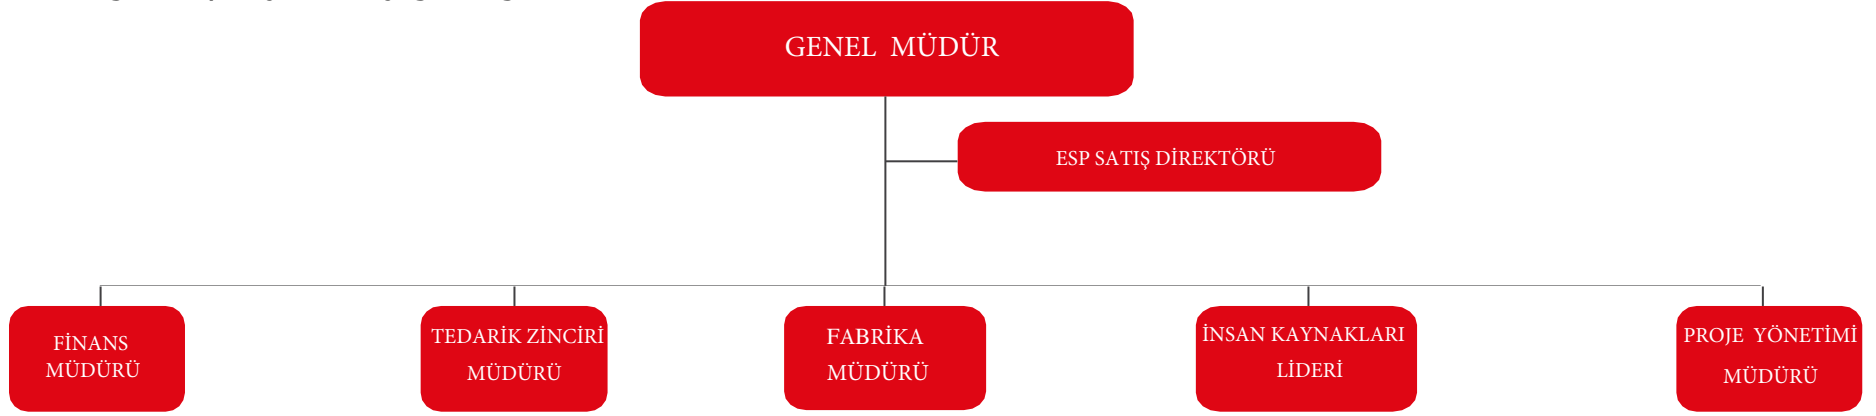 GENEL MÜDÜR
ESP SATIŞ DİREKTÖRÜ
FİNANS
MÜDÜRÜ
TEDARİK ZİNCİRİ
MÜDÜRÜ
FABRİKA
MÜDÜRÜ
İNSAN KAYNAKLARI
LİDERİ
PROJE YÖNETİMİ
MÜDÜRÜ